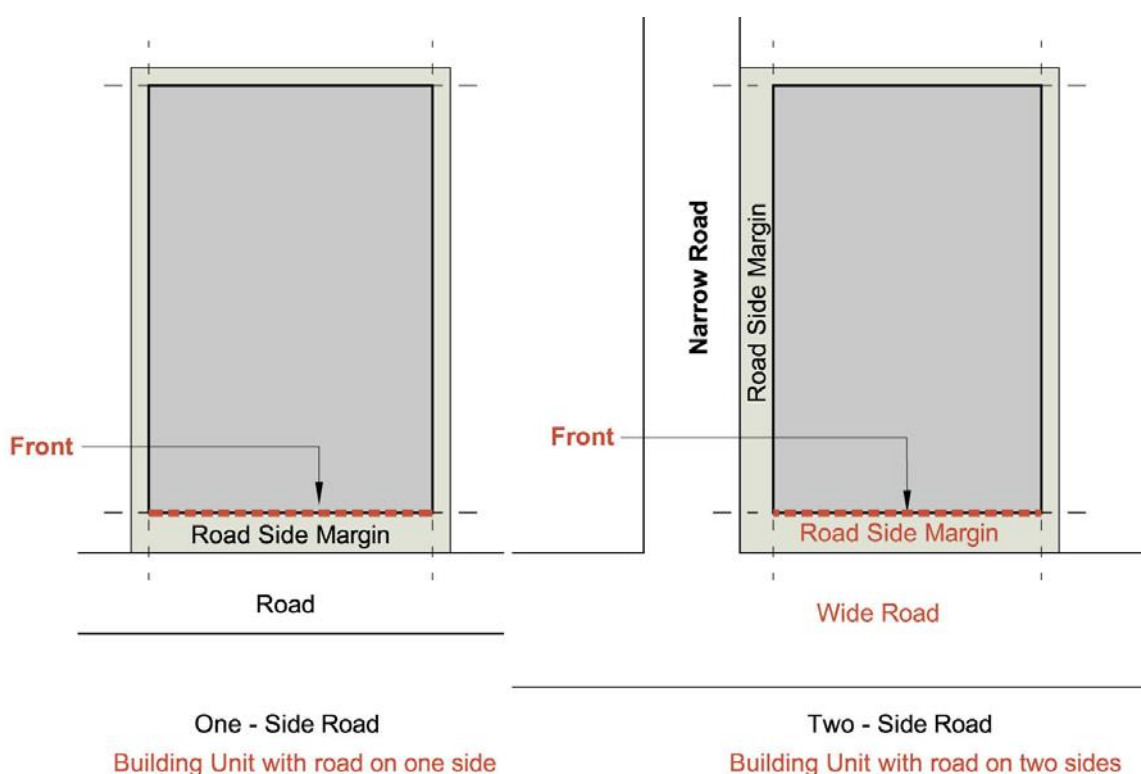 Front
Road Side Margin
Road
One - Side Road
Building Unit with road on one side
Narrow Road
Road Side Margin
Front
Road Side Margin
Wide Road
Two - Side Road
Building Unit with road on two sides